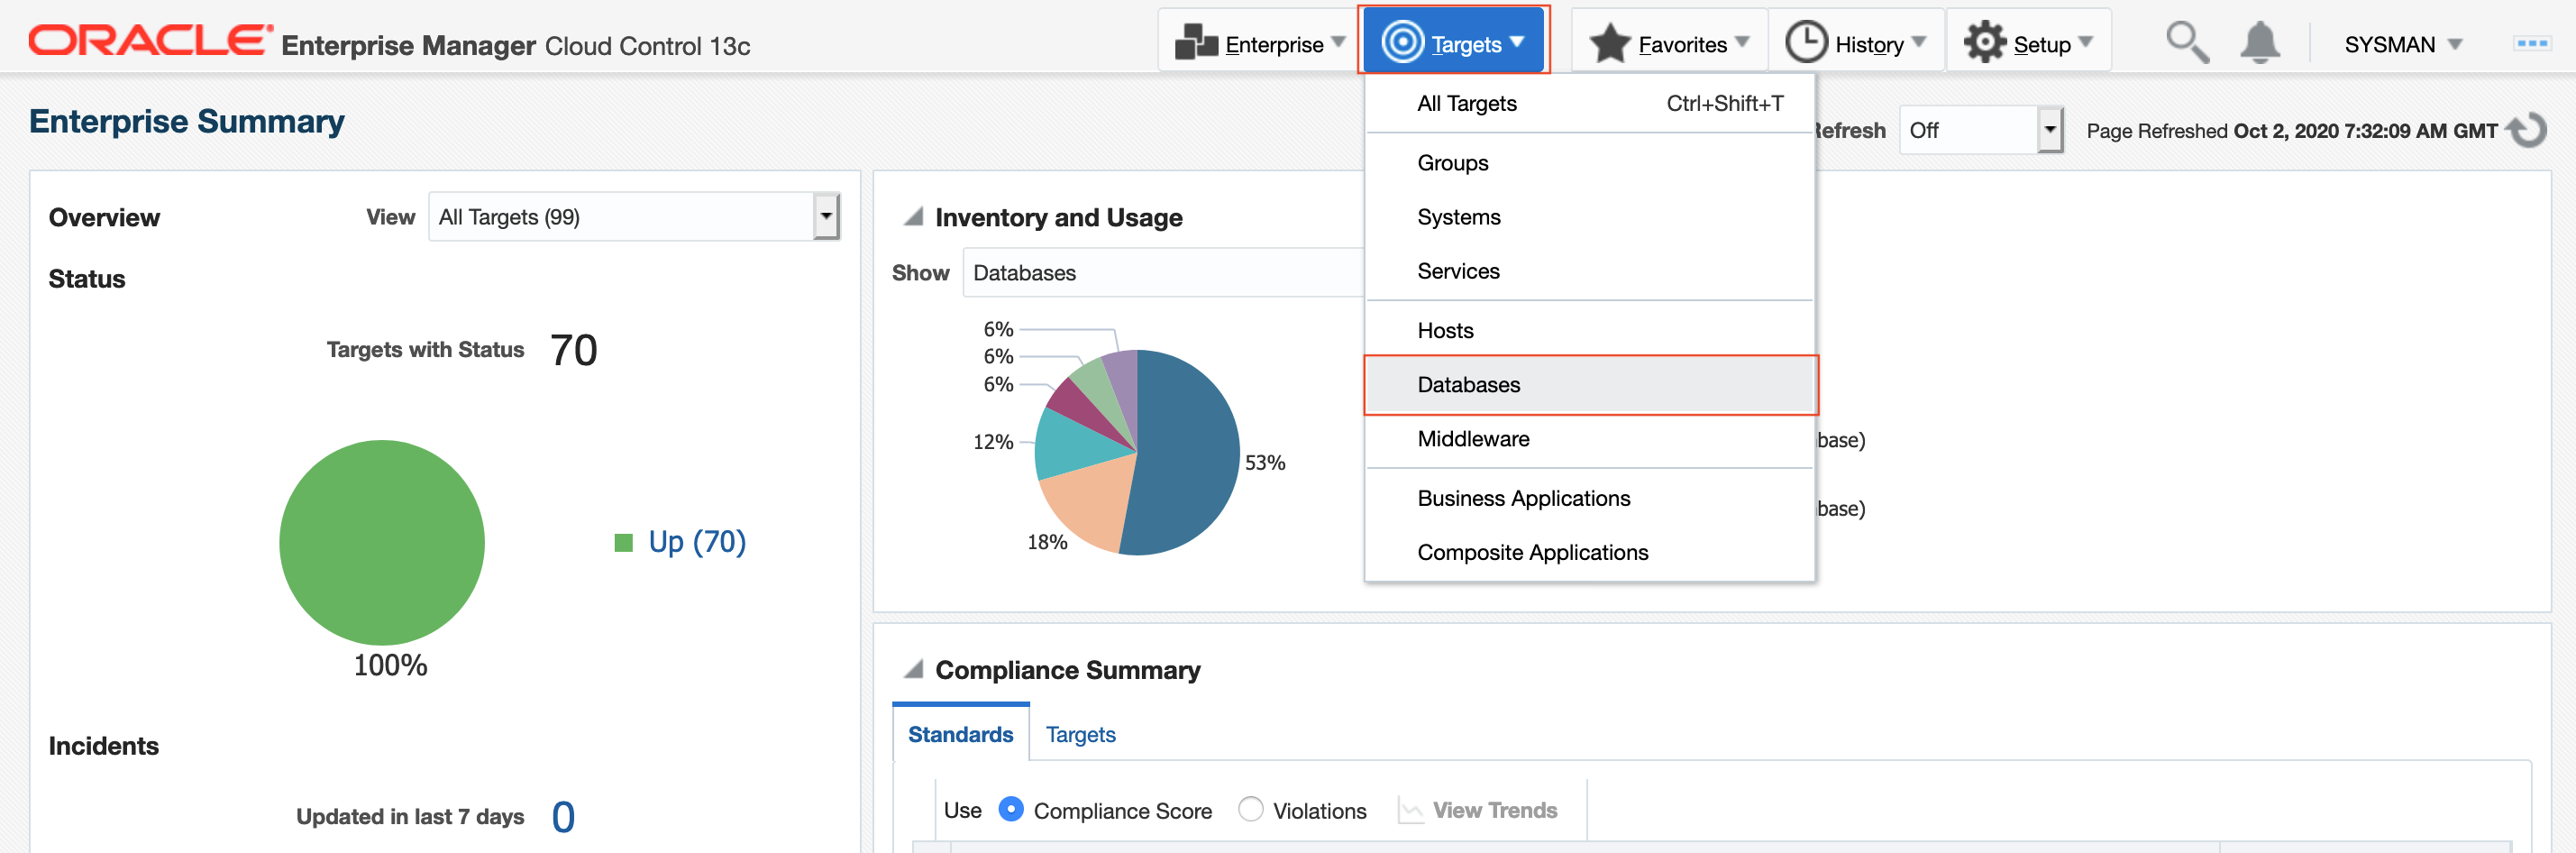 ORACLE Enterprise Manager Cloud Control 13c
Enterprise
Targets
Favorites
History
Setup
SYSMAN
Enterprise Summary
Refresh
Off
Page Refreshed Oct 2, 2020 7:32:09 AM GMT
All Targets Ctrl+Shift+T
Groups
Systems
Services
Hosts
Databases
Middleware
Business Applications
Composite Applications
Overview
View
All Targets (99)
Status
Targets with Status 70
Up (70)
100%
Incidents
Updated in last 7 days 0
Inventory and Usage
Show
Databases
6%
6%
6%
12%
53%
18%
base)
base)
Compliance Summary
Standards
Targets
Use
Compliance Score
Violations
View Trends